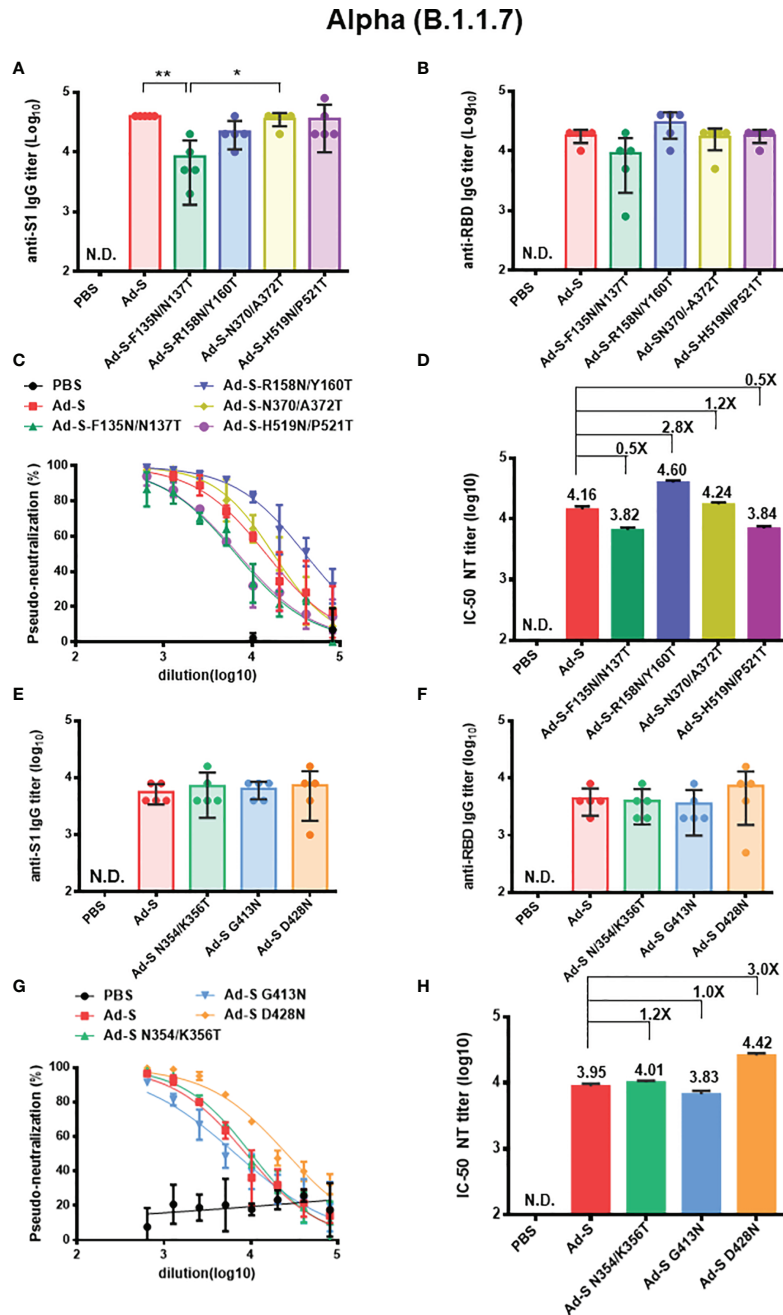 Alpha (B.1.1.7)
A
anti-S1 IgG titer (Log10)
5
4
3
2
** 
*
N.D.
PBS
Ad-S
Ad-S-F135N/N137T
Ad-S-R158N/Y160T
Ad-S-N370/A372T
Ad-S-H519N/P521T
B
anti-RBD IgG titer (Log10)
5
4
3
2
N.D.
PBS
Ad-S
Ad-S-F135N/N137T
Ad-S-R158N/Y160T
Ad-SN370/-A372T
Ad-S-H519N/P521T
C
PBS
Ad-S
Ad-S-F135N/N137T
Ad-S-R158N/Y160T
Ad-S-N370/A372T
Ad-S-H519N/P521T
Pseudo-neutralization (%)
100
80
60
40
20
0
2
3
4
5
dilution(log10)
D
IC-50 NT titer (log10)
5
4
3
2
0.5X
1.2X
2.8X
0.5X
N.D.
4.16
3.82
4.60
4.24
3.84
PBS
Ad-S
Ad-S-F135N/N137T
Ad-S-R158N/Y160T
Ad-S-N370/A372T
Ad-S-H519N/P521T
E
anti-S1 IgG titer (log10)
5
4
3
2
N.D.
PBS
Ad-S
Ad-S N354/K356T
Ad-S G413N
Ad-S D428N
F
anti-RBD IgG titer (log10)
5
4
3
2
N.D.
PBS
Ad-S
Ad-S N354/K356T
Ad-S G413N
Ad-S D428N
G
PBS
Ad-S
Ad-S N354/K356T
Ad-S G413N
Ad-S D428N
Pseudo-neutralization (%)
100
80
60
40
20
0
2
3
4
5
dilution(log10)
H
IC-50 NT titer (log10)
5
4
3
2
3.0X
1.0X
1.2X
N.D.
3.95
4.01
3.83
4.42
PBS
Ad-S
Ad-S N354/K356T
Ad-S G413N
Ad-S D428N